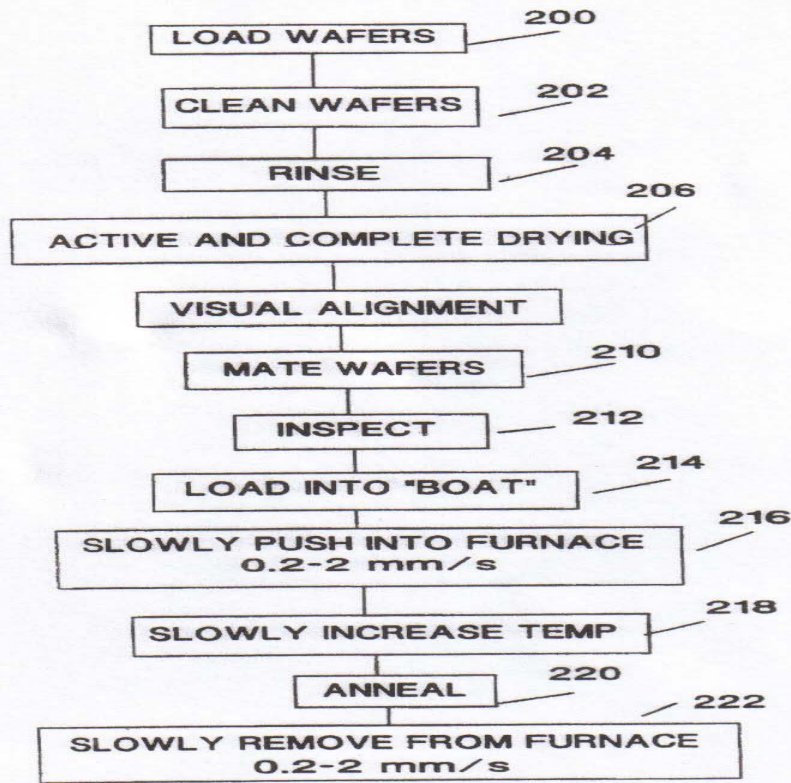 200
LOAD WAFERS
202
CLEAN WAFERS
204
RINSE
206
ACTIVE AND COMPLETE DRYING
VISUAL ALIGNMENT
210
MATE WAFERS
212
INSPECT
214
LOAD INTO "BOAT"
216
SLOWLY PUSH INTO FURNACE
0.2-2 mm/s
218
SLOWLY INCREASE TEMP
220
ANNEAL
222
SLOWLY REMOVE FROM FURNACE
0.2-2 mm/s